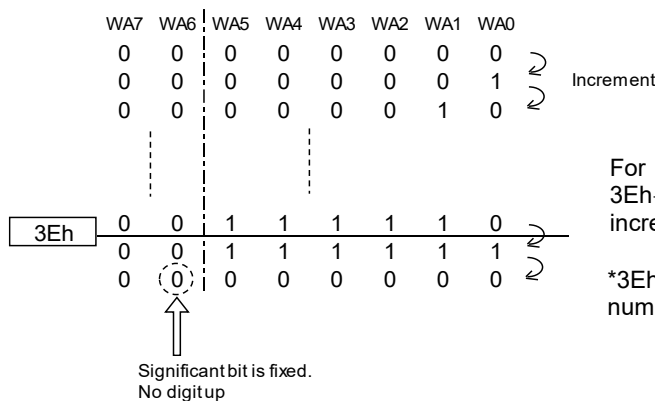 WA7 WA6 WA5 WA4 WA3 WA2 WA1 WA0
0 0 0 0 0 0 0 0
0 0 0 0 0 0 0 1
Increment
0 0 0 0 0 0 1 0
For
3Eh-
incre
3Eh 0 0 1 1 1 1 1 0
0 0 1 1 1 1 1 1
0 0 0 0 0 0 0 0
*3Eh
num
Significant bit is fixed.
No digit up